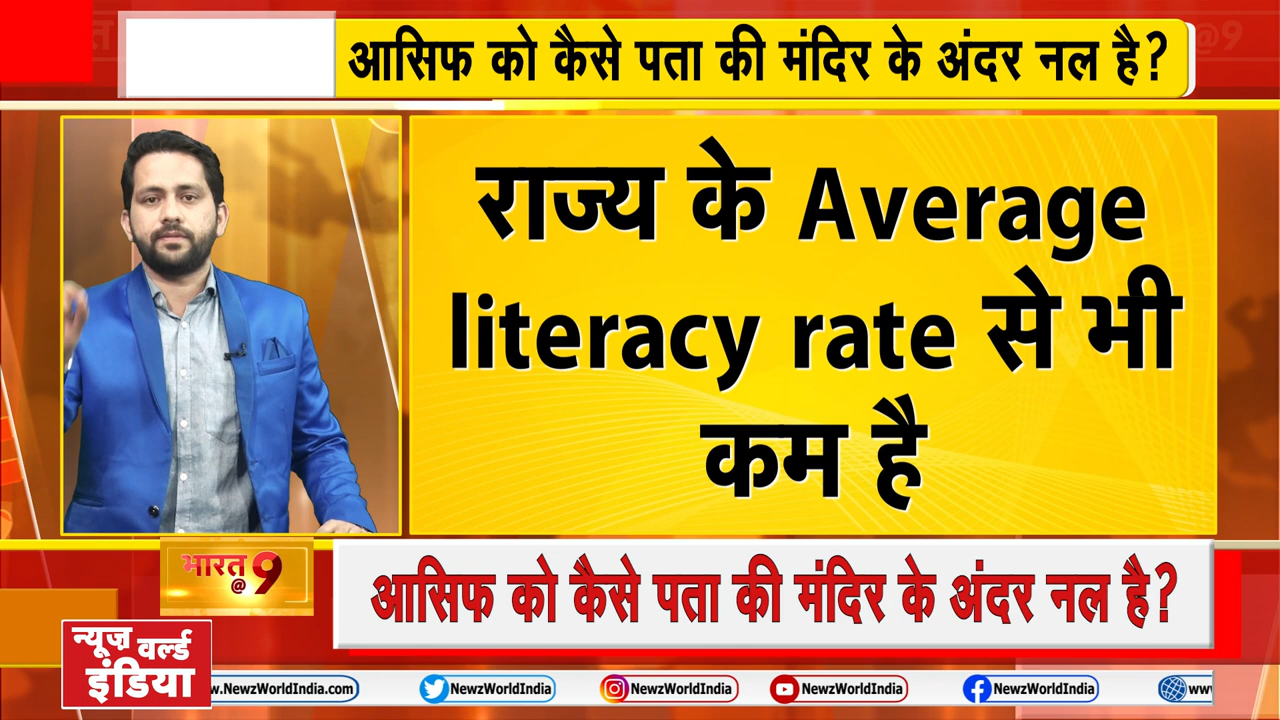 आसिफ को कैसे पता की मंदिर के अंदर नल है?
@9
राज्य के Average
literacy rate से भी
कम है
भारत
@9
आसिफ को कैसे पता की मंदिर के अंदर नल है?
न्यूज़ वर्ल्ड
इंडिया
.NewzWorldIndia.com NewzWorldIndia NewzWorldIndia NewzWorldIndia NewzWorldIndia